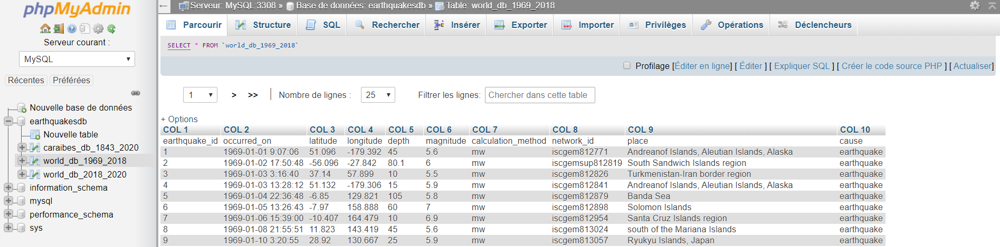 phpMyAdmin
Serveur courant :
MySQL
Récentes Préférées
Nouvelle base de données
earthquakesdb
Nouvelle table
caraibes_db_1843_2020
world_db_1969_2018
world_db_2018_2020
information_schema
mysql
performance_schema
sys
← Serveur: MySQL:3308 » Base de données: earthquakesdb » Table: world_db_1969_2018
Parcourir Structure SQL Rechercher Insérer Exporter Importer Privilèges Opérations Déclencheurs
SELECT * FROM `world_db_1969_2018`
Profilage [Éditer en ligne] [ Éditer ] [ Expliquer SQL ] [ Créer le code source PHP ] [ Actualiser]
1 > >> | Nombre de lignes : 25 Filtrer les lignes: Chercher dans cette table
+ Options
COL 1 COL 2 COL 3 COL 4 COL 5 COL 6 COL 7 COL 8 COL 9 COL 10
earthquake_id occurred_on latitude longitude depth magnitude calculation_method network_id place cause
1 1969-01-01 9:07:06 51.096 -179.392 45 5.6 mw iscgem812771 Andreanof Islands, Aleutian Islands, Alaska earthquake
2 1969-01-02 17:50:48 -56.096 -27.842 80.1 6 mw iscgemsup812819 South Sandwich Islands region earthquake
3 1969-01-03 3:16:40 37.14 57.899 10 5.5 mw iscgem812826 Turkmenistan-Iran border region earthquake
4 1969-01-03 13:28:12 51.132 -179.306 15 5.9 mw iscgem812841 Andreanof Islands, Aleutian Islands, Alaska earthquake
5 1969-01-04 22:36:48 -6.85 129.821 105 5.8 mw iscgem812879 Banda Sea earthquake
6 1969-01-05 13:26:43 -7.97 158.888 60 7 mw iscgem812898 Solomon Islands earthquake
7 1969-01-06 15:39:00 -10.407 164.479 10 6.9 mw iscgem812954 Santa Cruz Islands region earthquake
8 1969-01-08 21:55:51 11.823 143.419 45 5.6 mw iscgem813024 south of the Mariana Islands earthquake
9 1969-01-10 3:20:55 28.92 130.667 25 5.9 mw iscgem813057 Ryukyu Islands, Japan earthquake